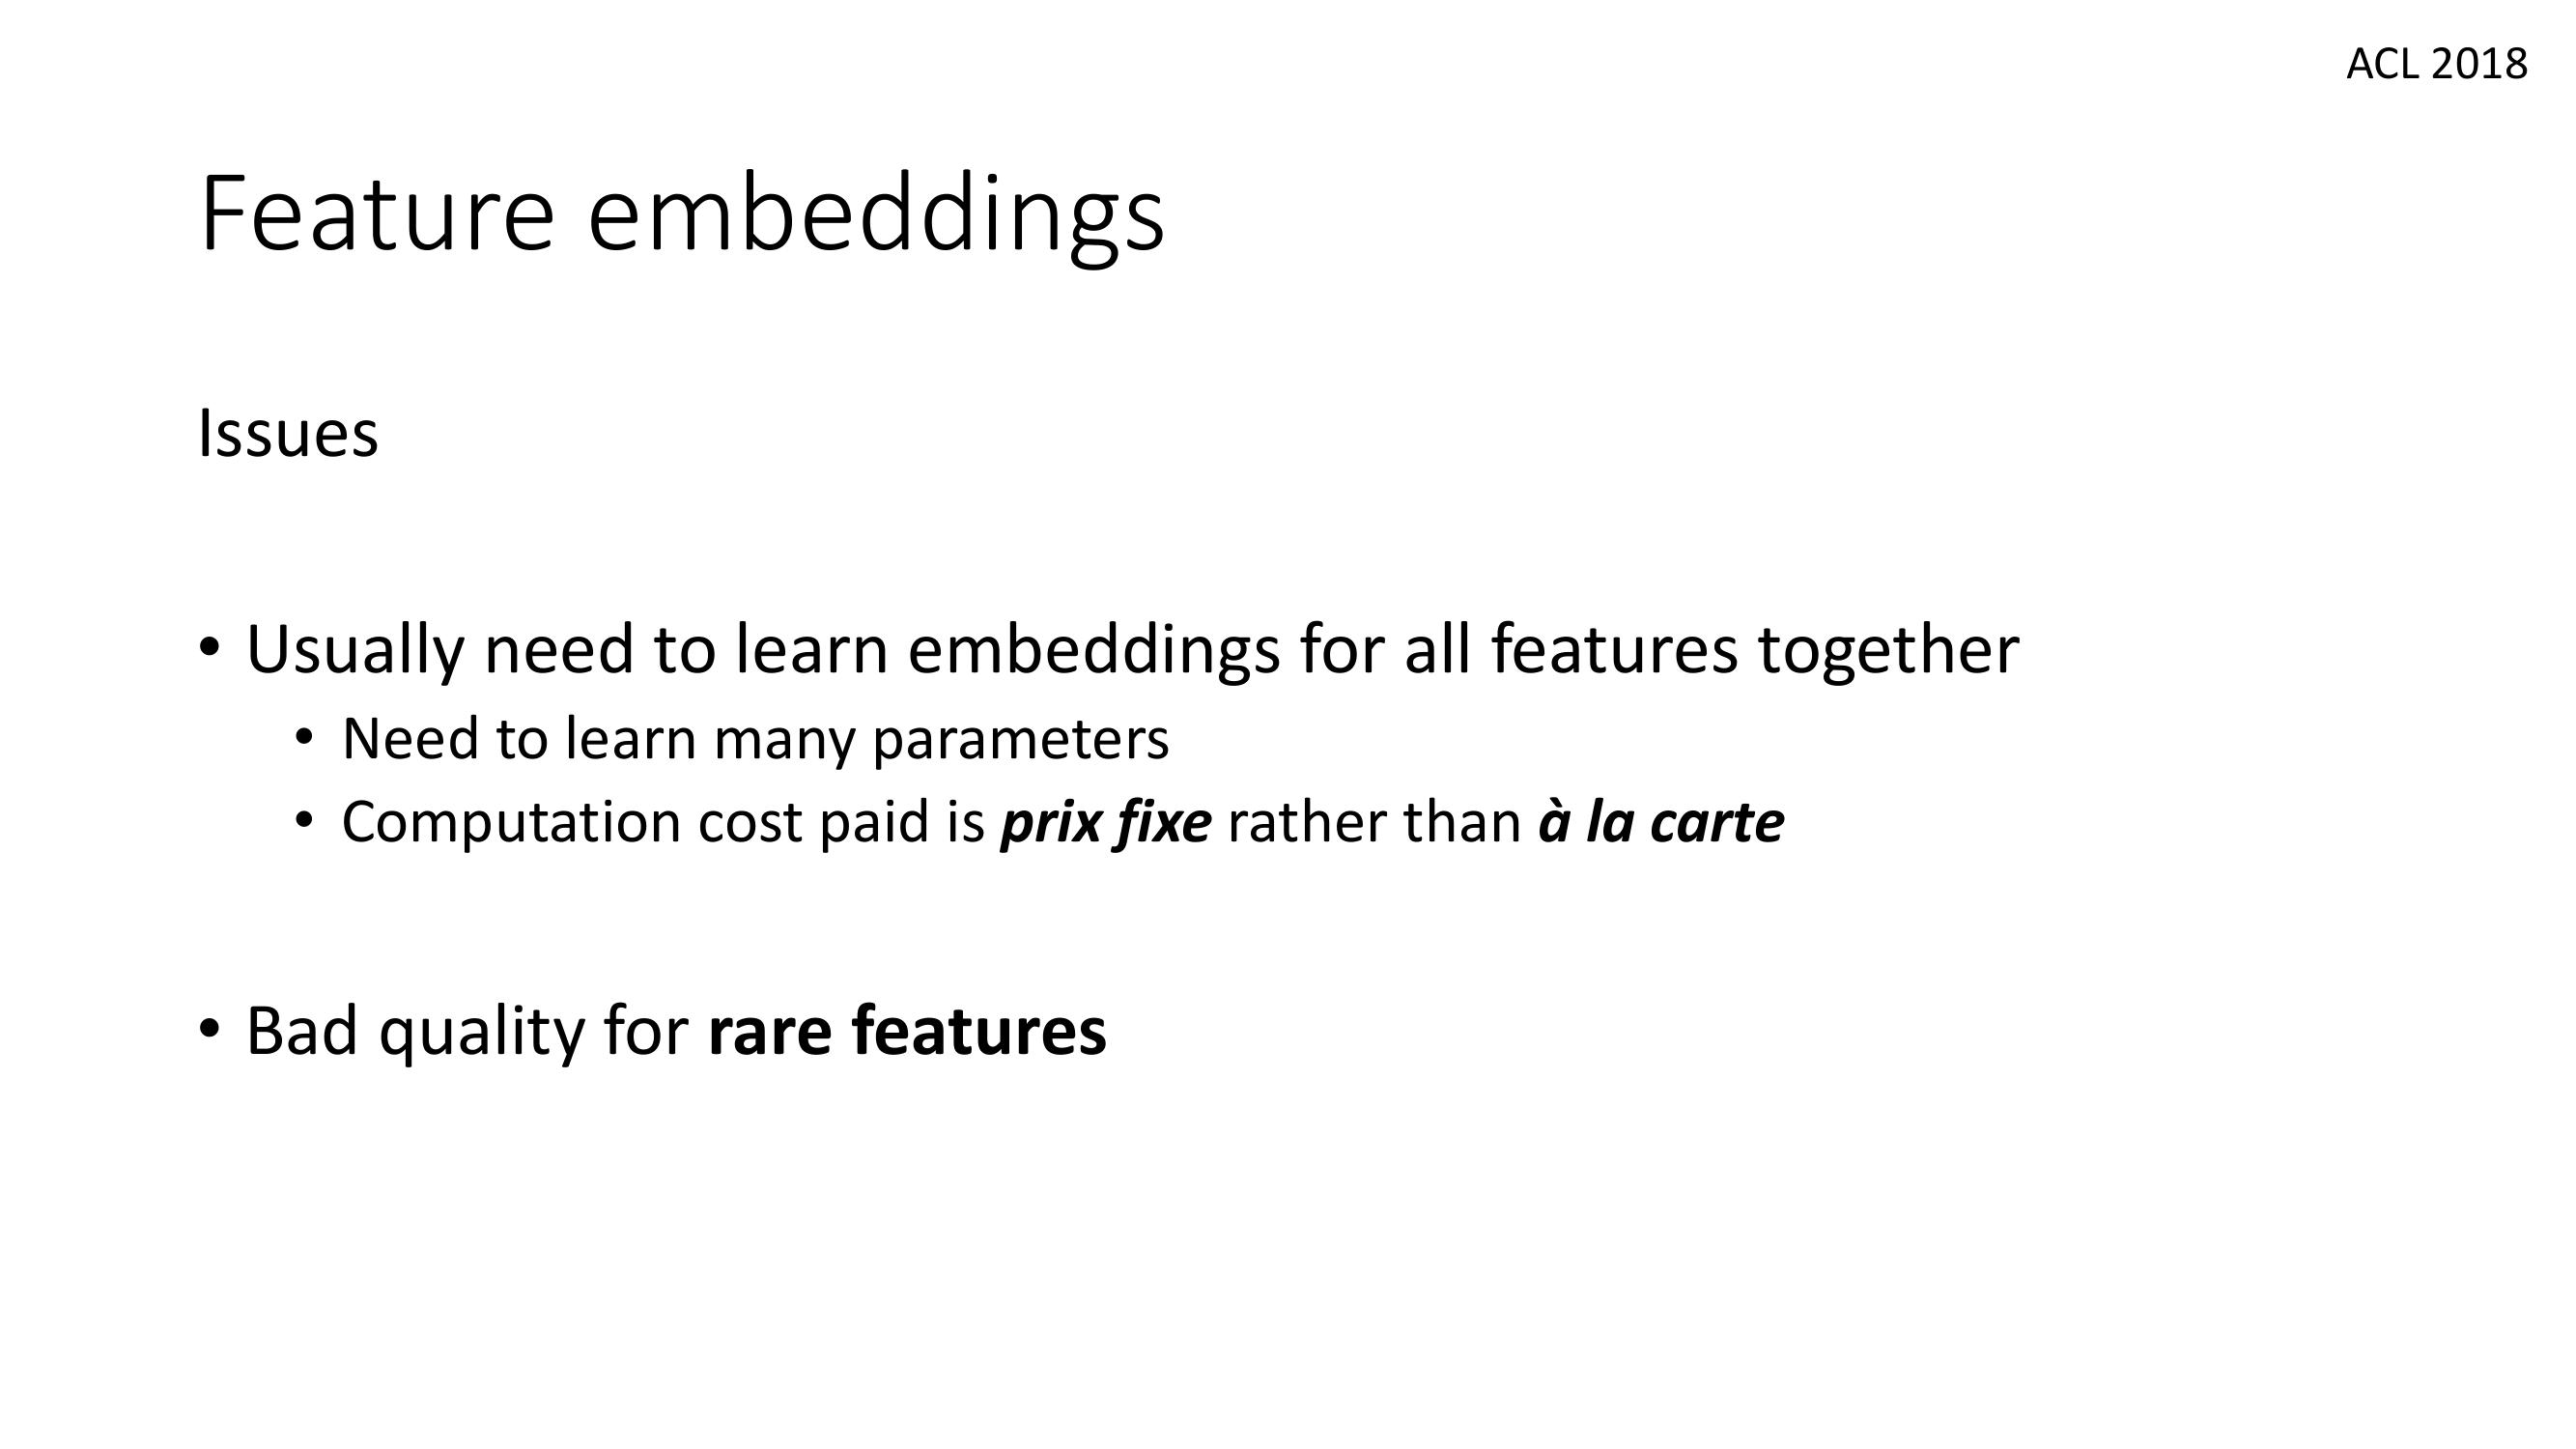 ACL 2018
Feature embeddings
Issues
• Usually need to learn embeddings for all features together
• Need to learn many parameters
• Computation cost paid is prix fixe rather than à la carte
• Bad quality for rare features